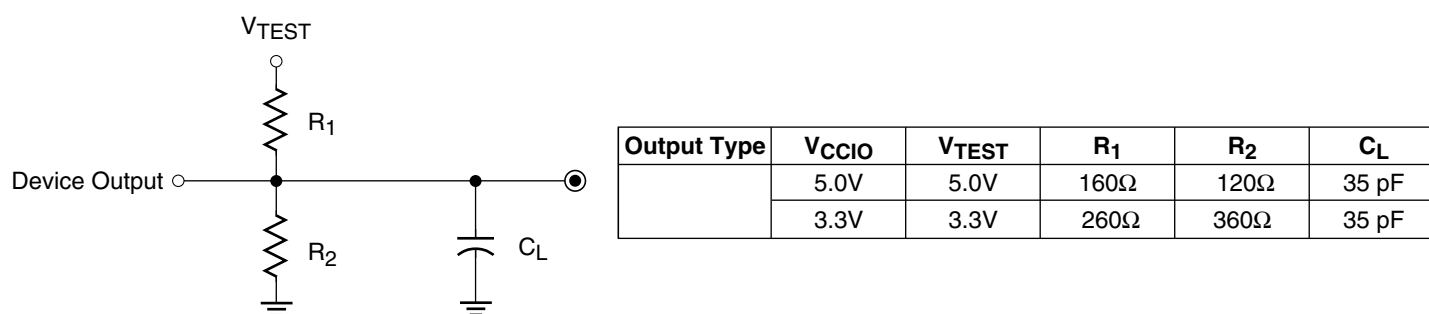 VTEST
R1
Device Output
R2
CL
Output Type VCCIO VTEST R1 R2 CL
5.0V 5.0V 160Ω 120Ω 35 pF
3.3V 3.3V 260Ω 360Ω 35 pF